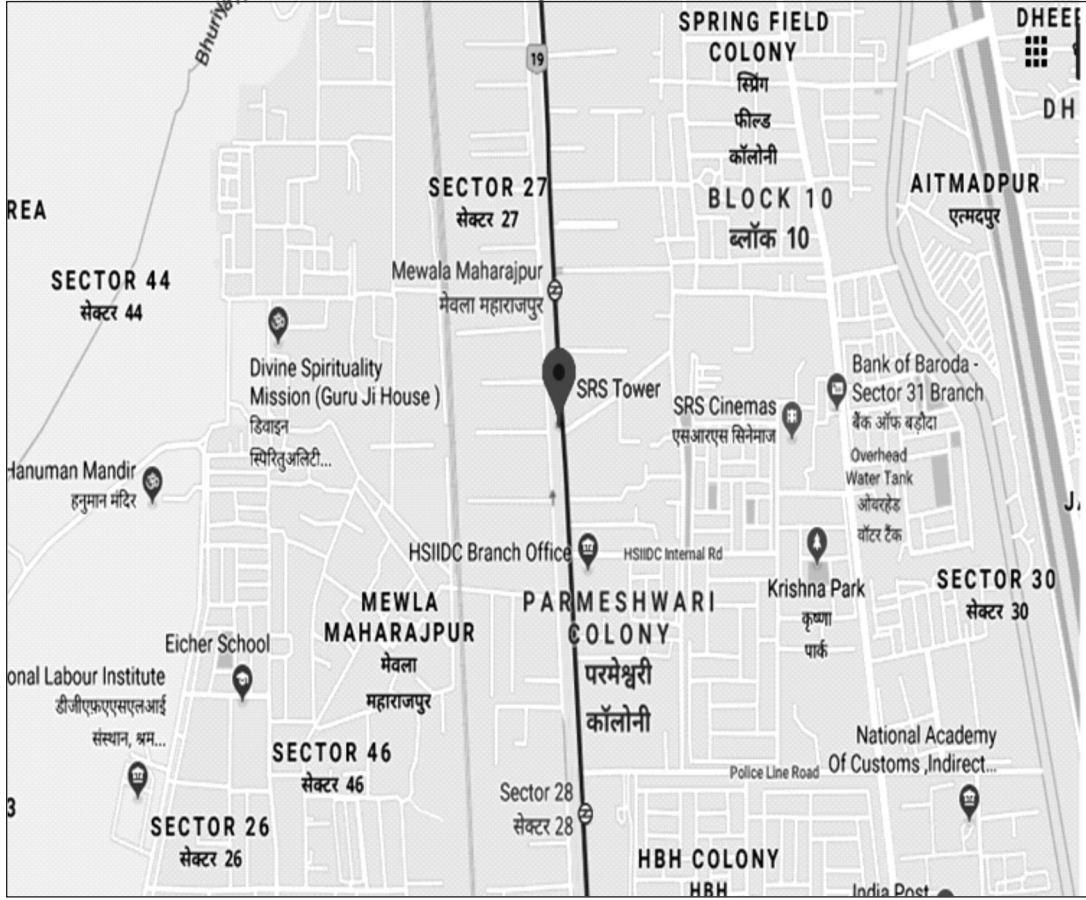 Bhuriya
19
SPRING FIELD
COLONY
स्प्रिंग
फील्ड
कॉलोनी
DHEE
DH
SECTOR 27
सेक्टर 27
BLOCK 10
ब्लॉक 10
AITMADPUR
एत्मदपुर
REA
SECTOR 44
सेक्टर 44
Mewala Maharajpur
मेवला महाराजपुर
Divine Spirituality
Mission (Guru Ji House )
डिवाइन
स्पिरितुअलिटी...
SRS Tower
SRS Cinemas
एसआरएस सिनेमाज
Bank of Baroda -
Sector 31 Branch
बैंक ऑफ बड़ौदा
Overhead
Water Tank
ओवरहेड
वॉटर टैंक
Hanuman Mandir
हनुमान मंदिर
HSIIDC Branch Office
HSIIDC Internal Rd
Krishna Park
कृष्णा
पार्क
SECTOR 30
सेक्टर 30
MEWLA
MAHARAJPUR
मेवला
महाराजपुर
PARMESHWARI
COLONY
परमेश्वरी
कॉलोनी
Eicher School
onal Labour Institute
डीजीएफ़एएसएलआई
संस्थान, श्रम...
SECTOR 46
सेक्टर 46
National Academy
Of Customs ,Indirect...
Police Line Road
Sector 28
सेक्टर 28
3
SECTOR 26
सेक्टर 26
HBH COLONY
HBH
India Post